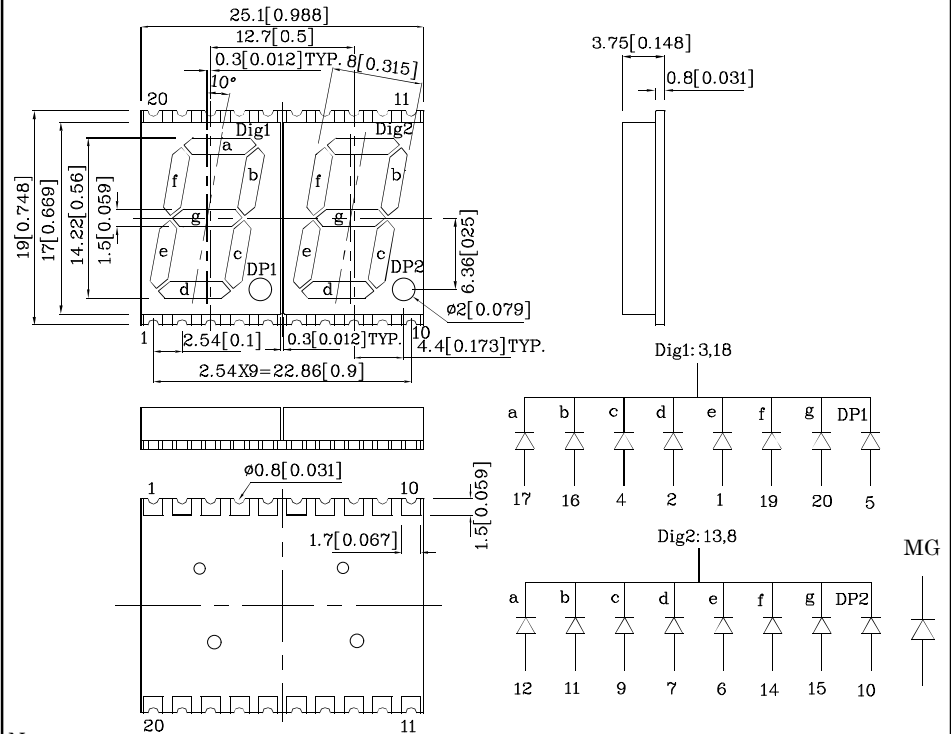 25.1[0.988]
12.7[0.5]
0.3[0.012]TYP.
8[0.315]
10°
20
11
Dig1
Dig2
a
b
f
g
e
c
d
DP1
b
f
g
e
c
d
DP2
19[0.748]
17[0.669]
14.22[0.56]
1.5[0.059]
6.36[025]
ø2[0.079]
1
10
2.54[0.1]
0.3[0.012]TYP.
4.4[0.173]TYP.
2.54X9=22.86[0.9]
3.75[0.148]
0.8[0.031]
ø0.8[0.031]
1
10
1.5[0.059]
1.7[0.067]
20
11
Dig1:3,18
a b c d e f g DP1
17 16 4 2 1 19 20 5
Dig2:13,8
a b c d e f g DP2
12 11 9 7 6 14 15 10
MG